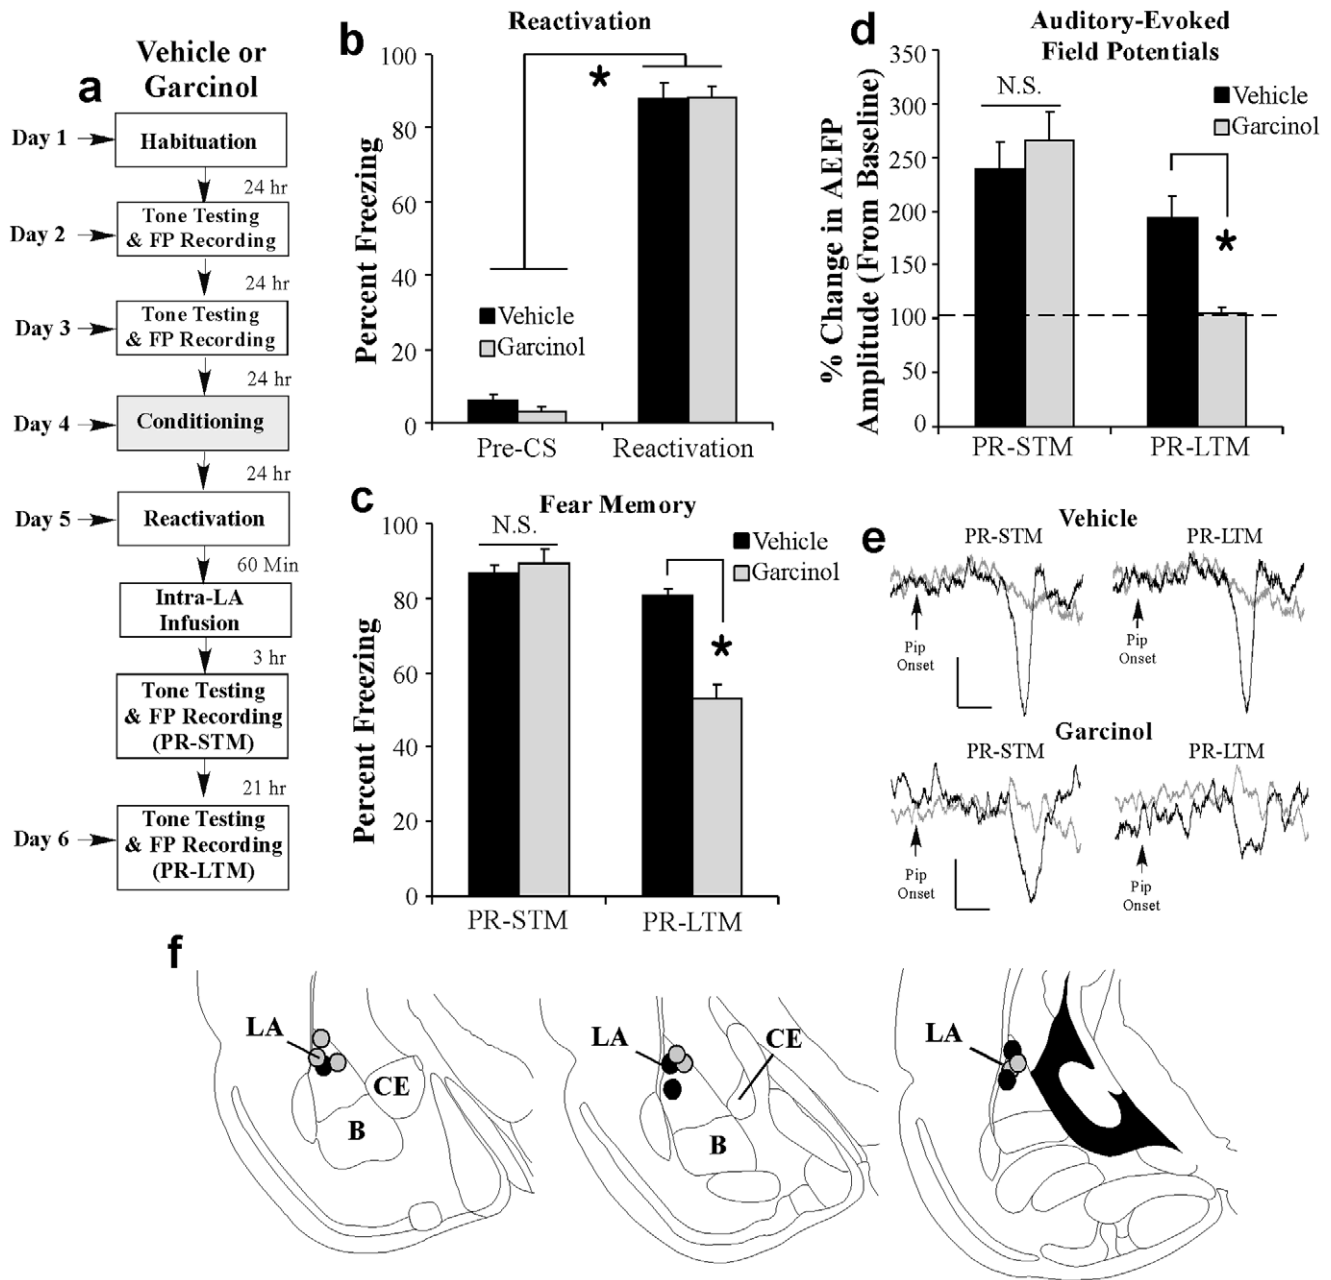 a
Vehicle or
Garcinol
Day 1
Habituation
24 hr
Day 2
Tone Testing
& FP Recording
24 hr
Day 3
Tone Testing
& FP Recording
24 hr
Day 4
Conditioning
24 hr
Day 5
Reactivation
60 Min
Intra-LA
Infusion
3 hr
Tone Testing
& FP Recording
(PR-STM)
21 hr
Day 6
Tone Testing
& FP Recording
(PR-LTM)
b
Reactivation
Percent Freezing
100
80
60
40
20
0
*
Vehicle
Garcinol
Pre-CS
Reactivation
c
Fear Memory
Percent Freezing
100
80
60
40
20
0
N.S.
Vehicle
Garcinol
*
PR-STM
PR-LTM
d
Auditory-Evoked
Field Potentials
% Change in AEFP
Amplitude (From Baseline)
350
300
250
200
150
100
50
0
N.S.
Vehicle
Garcinol
*
PR-STM
PR-LTM
e
Vehicle
PR-STM
PR-LTM
Pip
Onset
Pip
Onset
Garcinol
PR-STM
PR-LTM
Pip
Onset
Pip
Onset
f
LA
CE
B
LA
CE
B
LA